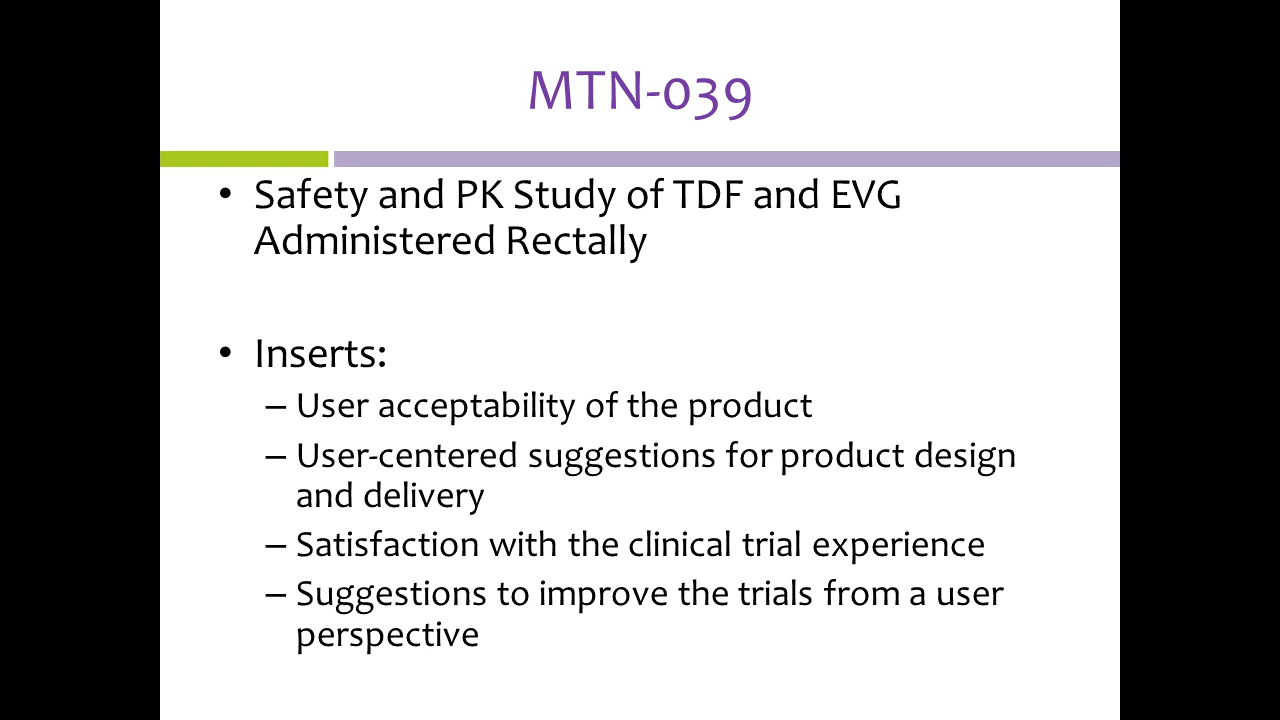 MTN-039
• Safety and PK Study of TDF and EVG
Administered Rectally
• Inserts:
– User acceptability of the product
– User-centered suggestions for product design
and delivery
– Satisfaction with the clinical trial experience
– Suggestions to improve the trials from a user
perspective